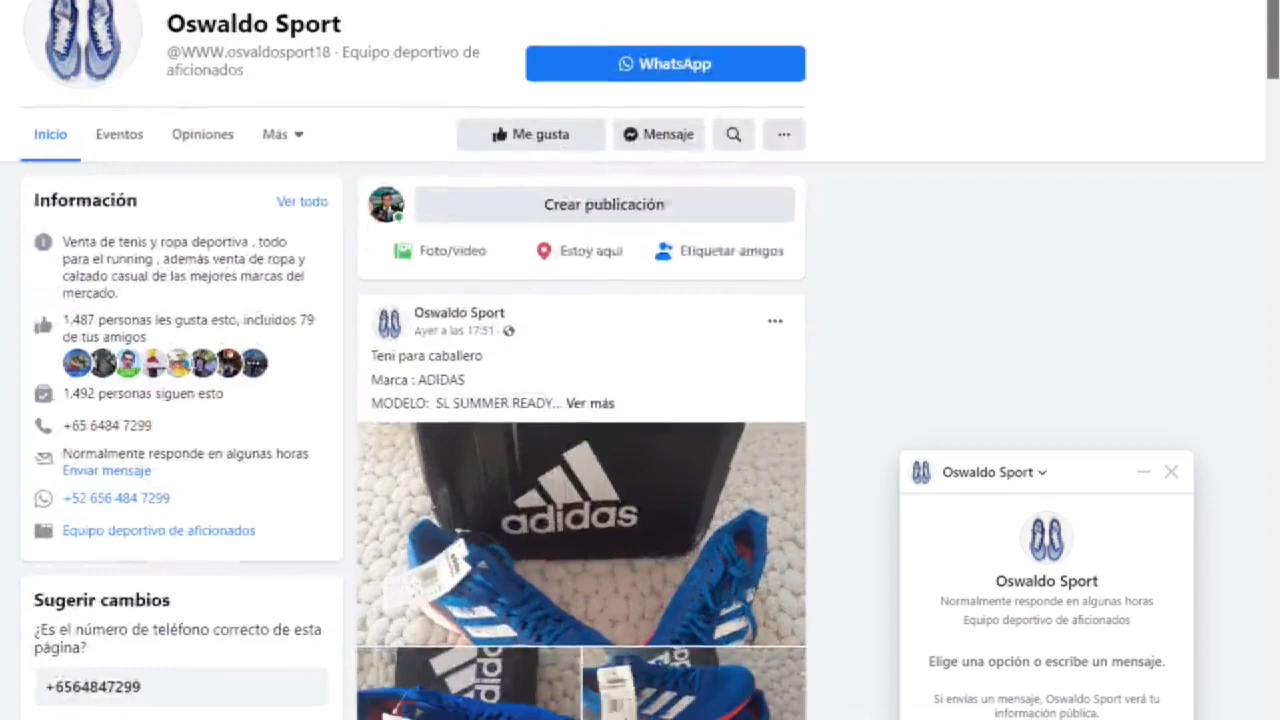 Oswaldo Sport
@WWW.osvaldosport18 · Equipo deportivo de
aficionados
WhatsApp
Inicio
Eventos
Opiniones
Más
Me gusta
Mensaje
Información
Ver todo
Venta de tenis y ropa deportiva , todo
para el running , además venta de ropa y
calzado casual de las mejores marcas del
mercado.
1,487 personas les gusta esto, incluidos 79
de tus amigos
1.492 personas siguen esto
+65 6484 7299
Normalmente responde en algunas horas
Enviar mensaje
+52 656 484 7299
Equipo deportivo de aficionados
Sugerir cambios
¿Es el número de teléfono correcto de esta
página?
+6564847299
Crear publicación
Foto/video
Estoy aquí
Etiquetar amigos
Oswaldo Sport
Ayer a las 17:51 ·
Teni para caballero
Marca : ADIDAS
MODELO: SL SUMMER READY... Ver más
adidas
Oswaldo Sport
Oswaldo Sport
Normalmente responde en algunas horas
Equipo deportivo de aficionados
Elige una opción o escribe un mensaje.
Si envías un mensaje, Oswaldo Sport verá tu
información pública.